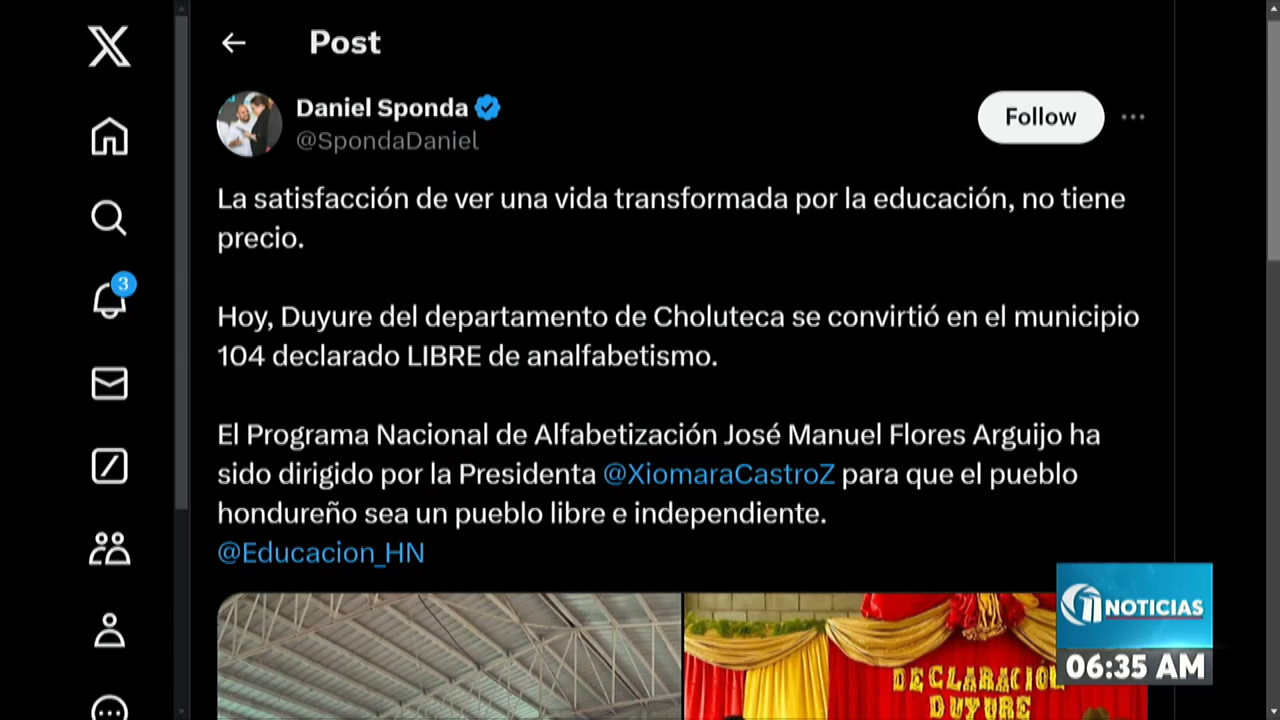 Post
Daniel Sponda
@SpondaDaniel
Follow
La satisfacción de ver una vida transformada por la educación, no tiene
precio.
Hoy, Duyure del departamento de Choluteca se convirtió en el municipio
104 declarado LIBRE de analfabetismo.
El Programa Nacional de Alfabetización José Manuel Flores Arguijo ha
sido dirigido por la Presidenta @XiomaraCastroZ para que el pueblo
hondureño sea un pueblo libre e independiente.
@Educacion_HN
3
DECLARACION
DUYURE
11 NOTICIAS
06:35 AM